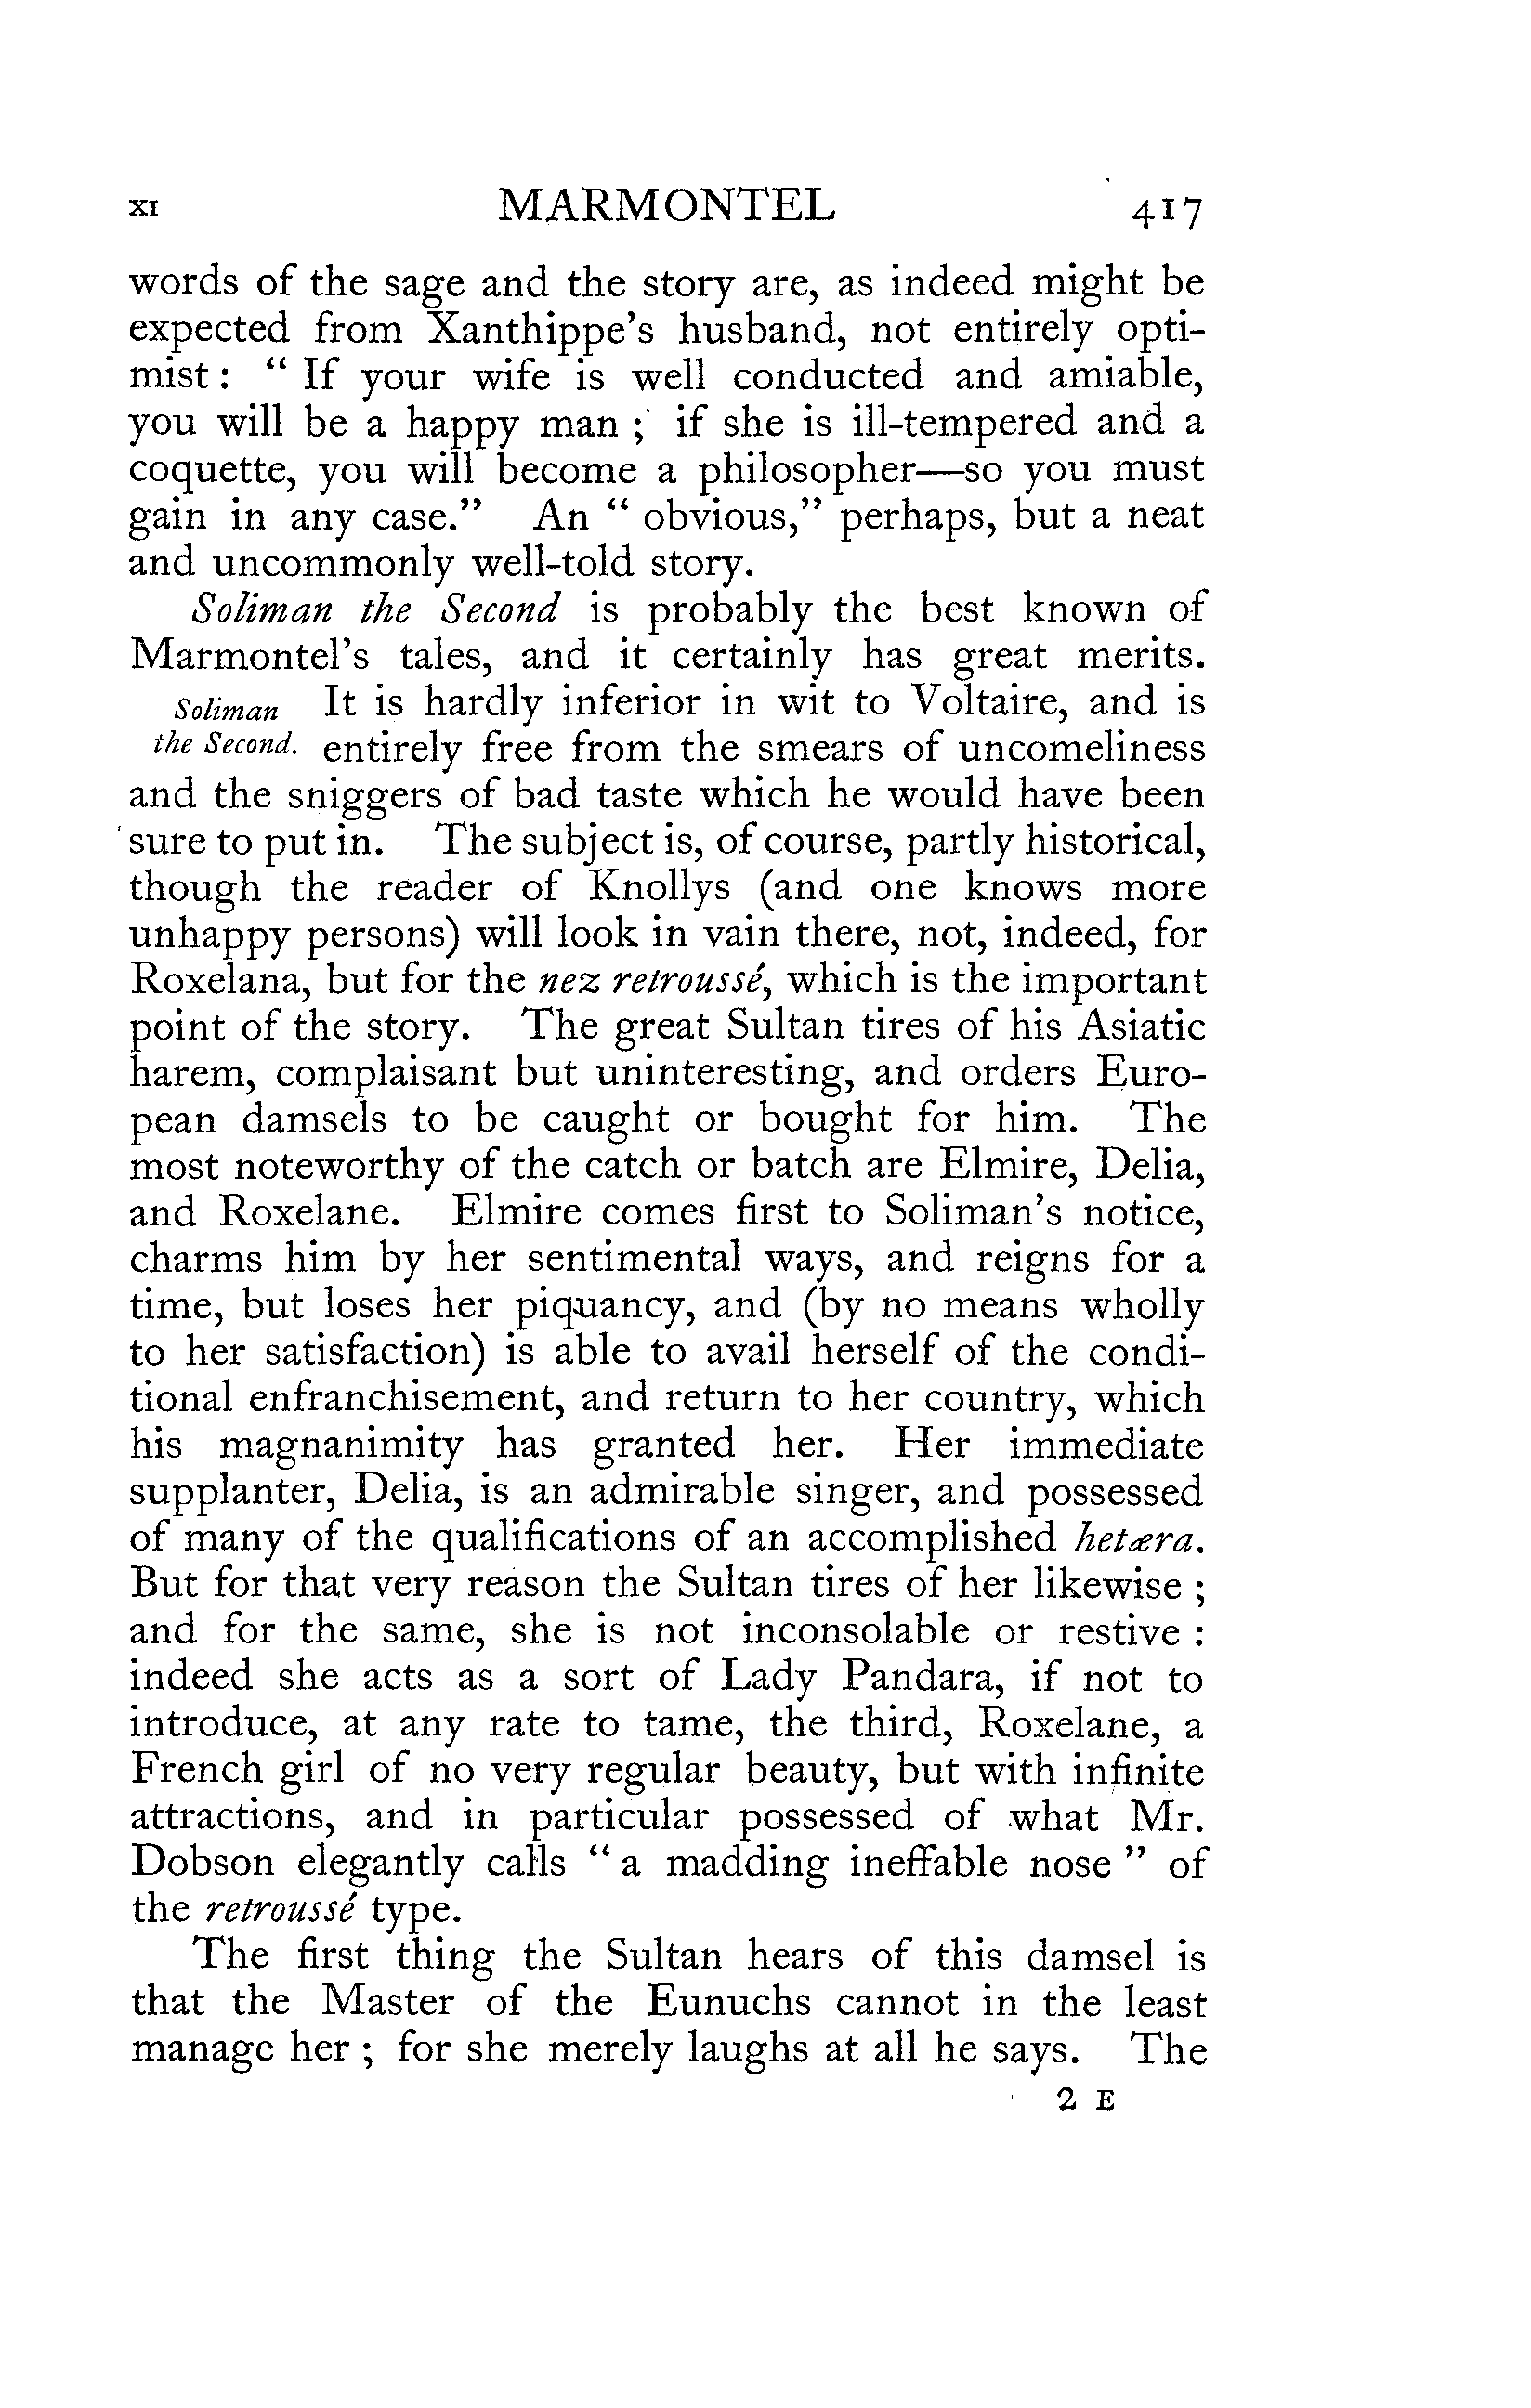 XI MARMONTEL 417
words of the sage and the story are, as indeed might be
expected from Xanthippe's husband, not entirely opti-
mist: “ If your wife is well conducted and amiable,
you will be a happy man ; if she is ill-tempered and a
coquette, you will become a philosopher—so you must
gain in any case.” An “ obvious,” perhaps, but a neat
and uncommonly well-told story.
Soliman the Second is probably the best known of
Marmontel's tales, and it certainly has great merits.
Soliman
the Second.
It is hardly inferior in wit to Voltaire, and is
entirely free from the smears of uncomeliness
and the sniggers of bad taste which he would have been
sure to put in. The subject is, of course, partly historical,
though the reader of Knollys (and one knows more
unhappy persons) will look in vain there, not, indeed, for
Roxelana, but for the nez retroussé, which is the important
point of the story. The great Sultan tires of his Asiatic
harem, complaisant but uninteresting, and orders Euro-
pean damsels to be caught or bought for him. The
most noteworthy of the catch or batch are Elmire, Delia,
and Roxelane. Elmire comes first to Soliman's notice,
charms him by her sentimental ways, and reigns for a
time, but loses her piquancy, and (by no means wholly
to her satisfaction) is able to avail herself of the condi-
tional enfranchisement, and return to her country, which
his magnanimity has granted her. Her immediate
supplanter, Delia, is an admirable singer, and possessed
of many of the qualifications of an accomplished hetæra.
But for that very reason the Sultan tires of her likewise ;
and for the same, she is not inconsolable or restive :
indeed she acts as a sort of Lady Pandara, if not to
introduce, at any rate to tame, the third, Roxelane, a
French girl of no very regular beauty, but with infinite
attractions, and in particular possessed of what Mr.
Dobson elegantly calls “ a madding ineffable nose ” of
the retroussé type.
The first thing the Sultan hears of this damsel is
that the Master of the Eunuchs cannot in the least
manage her ; for she merely laughs at all he says. The
2 E